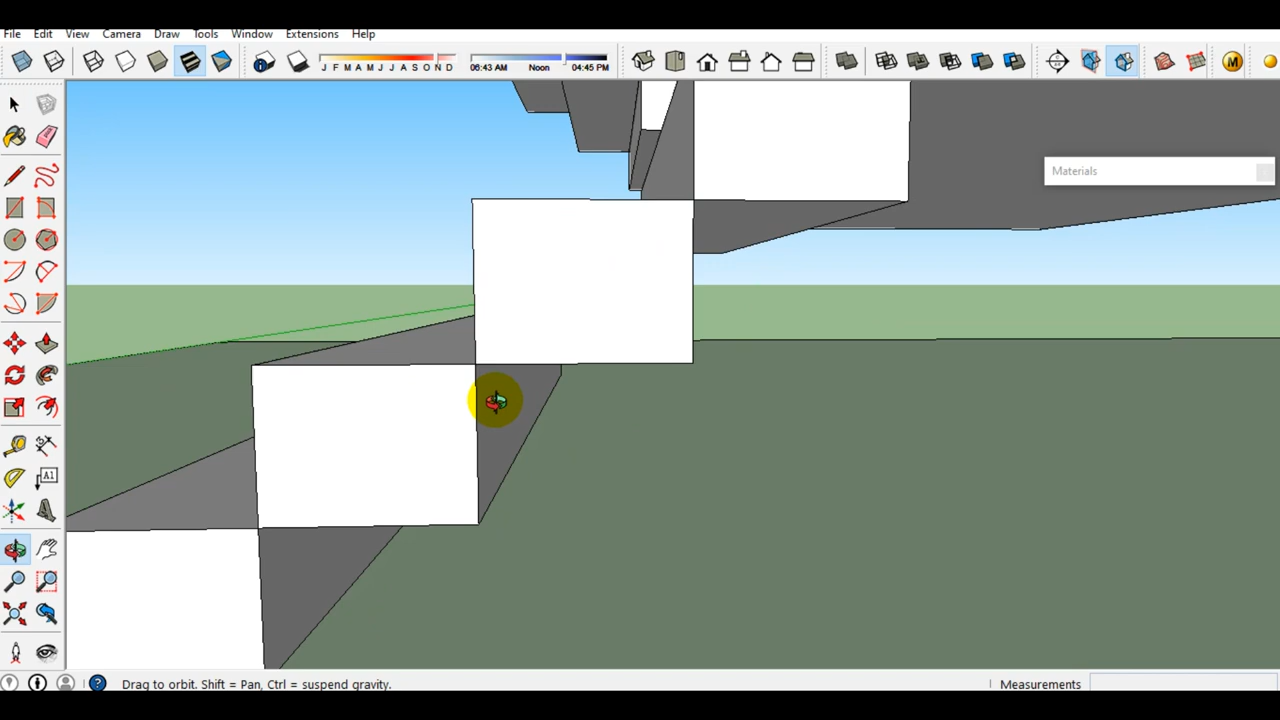 File Edit View Camera Draw Tools Window Extensions Help
J F M A M J J A S O N D 06:43 AM Noon 04:45 PM
M
Materials
A1
Drag to orbit. Shift = Pan, Ctrl = suspend gravity. Measurements